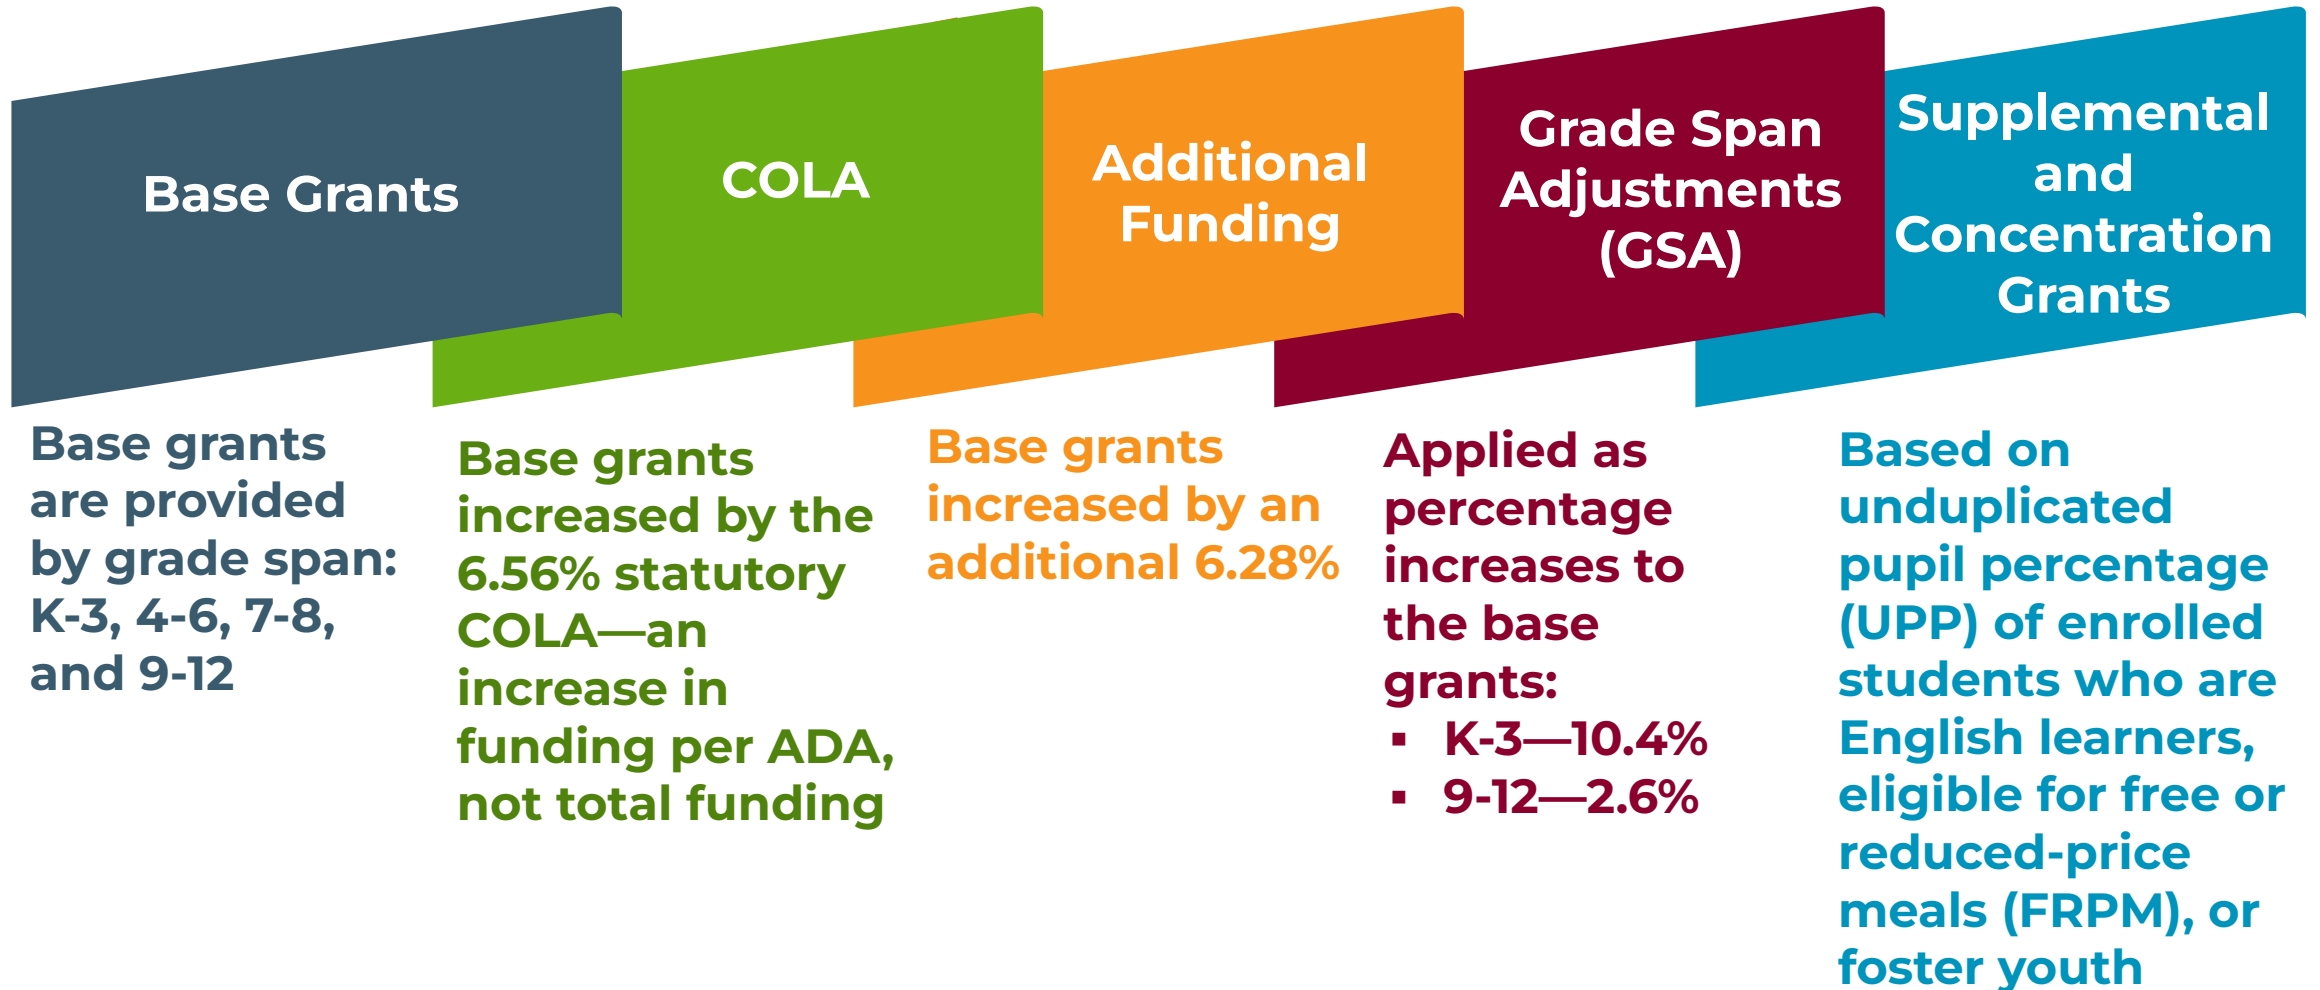 Base Grants
COLA
Additional
Funding
Grade Span
Adjustments
(GSA)
Supplemental
and
Concentration
Grants
Base grants
are provided
by grade span:
K-3, 4-6, 7-8,
and 9-12
Base grants
increased by the
6.56% statutory
COLA—an
increase in
funding per ADA,
not total funding
Base grants
increased by an
additional 6.28%
Applied as
percentage
increases to
the base
grants:
▪ K-3—10.4%
▪ 9-12—2.6%
Based on
unduplicated
pupil percentage
(UPP) of enrolled
students who are
English learners,
eligible for free or
reduced-price
meals (FRPM), or
foster youth